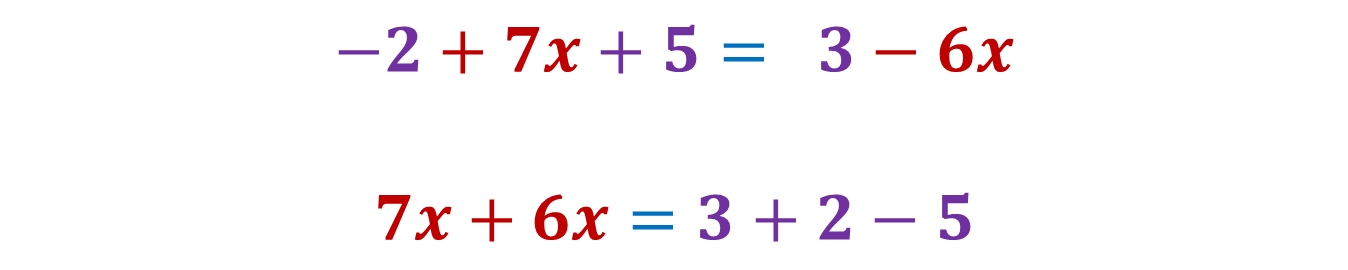 −2 + 7x + 5 = 3 − 6x
7x + 6x = 3 + 2 − 5